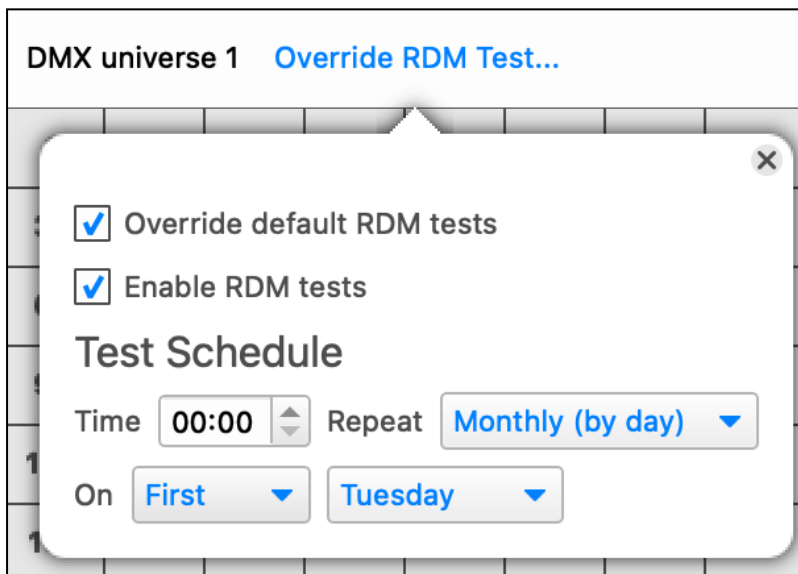 DMX universe 1 Override RDM Test...
Override default RDM tests
Enable RDM tests
Test Schedule
Time 00:00 Repeat Monthly (by day)
On First Tuesday